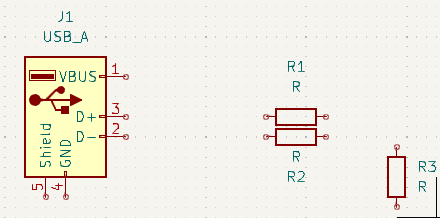 J1
USB_A
VBUS 1
D+ 3
D- 2
Shield
GND
5 4
R1
R
R
R2
R3
R